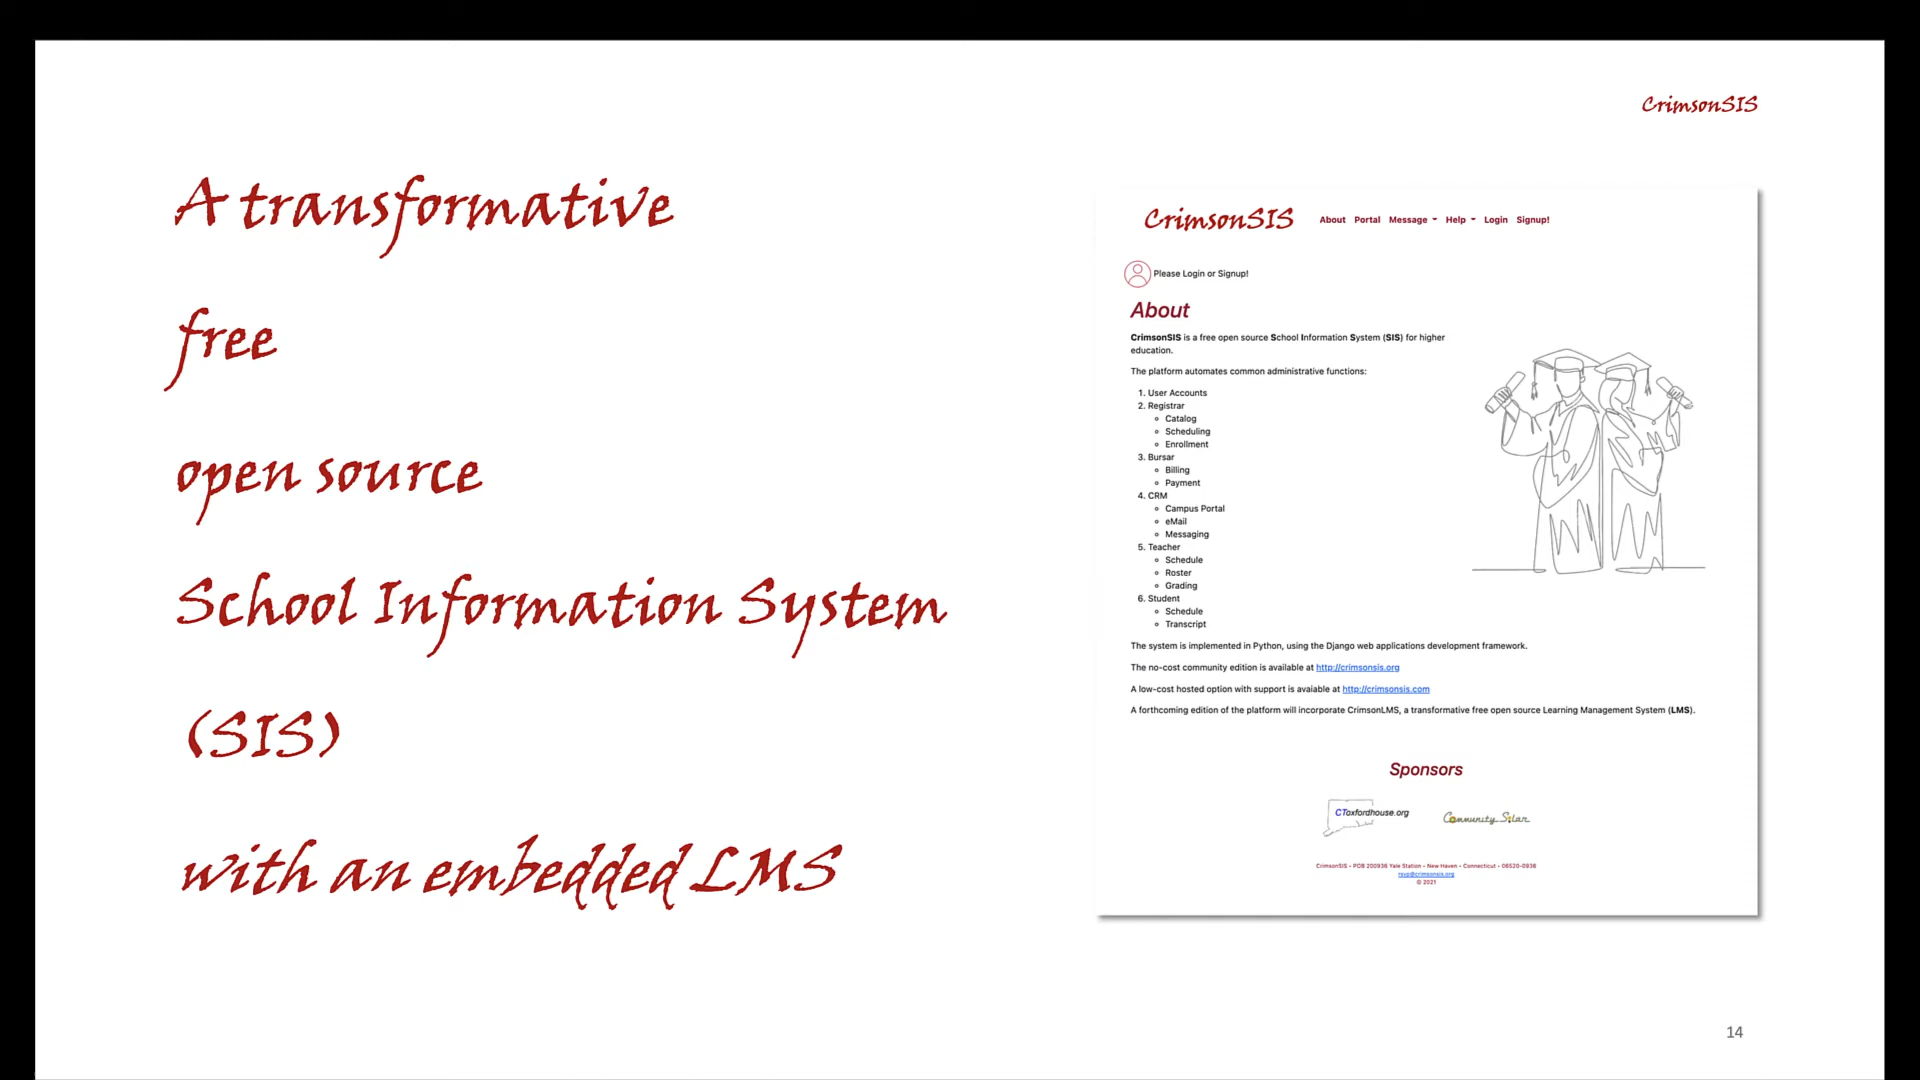 CrimsonSIS
A transformative
free
open source
School Information System
(SIS)
with an embedded LMS
CrimsonSIS
About Portal Message Help Login Signup!
Please Login or Signup!
About
CrimsonSIS is a free open source School Information System (SIS) for higher
education.
The platform automates common administrative functions:
1. User Accounts
2. Registrar
Catalog
Scheduling
Enrollment
3. Bursar
Billing
Payment
4. CRM
Campus Portal
eMail
Messaging
5. Teacher
Schedule
Roster
Grading
6. Student
Schedule
Transcript
The system is implemented in Python, using the Django web applications development framework.
The no-cost community edition is available at http://crimsonsis.org
A low-cost hosted option with support is avaiable at http://crimsonsis.com
A forthcoming edition of the platform will incorporate CrimsonLMS, a transformative free open source Learning Management System (LMS).
Sponsors
CToxfordhouse.org
Community Solar
CrimsonSIS • POB 200936 Yale Station • New Haven • Connecticut • 06520-0936
rsvp@crimsonsis.org
© 2021
14